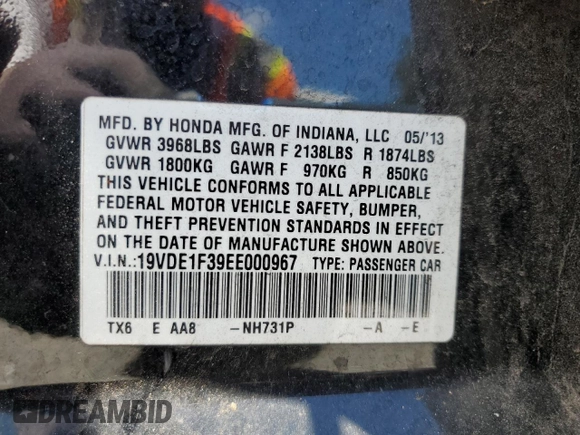 MFD. BY HONDA MFG. OF INDIANA, LLC 05/'13
GVWR 3968LBS GAWR F 2138LBS R 1874LBS
GVWR 1800KG GAWR F 970KG R 850KG
THIS VEHICLE CONFORMS TO ALL APPLICABLE
FEDERAL MOTOR VEHICLE SAFETY, BUMPER,
AND THEFT PREVENTION STANDARDS IN EFFECT
ON THE DATE OF MANUFACTURE SHOWN ABOVE.
V.I.N.: 19VDE1F39EE000967 TYPE: PASSENGER CAR
TX6 E AA8 -NH731P -A -E
DREAMBID